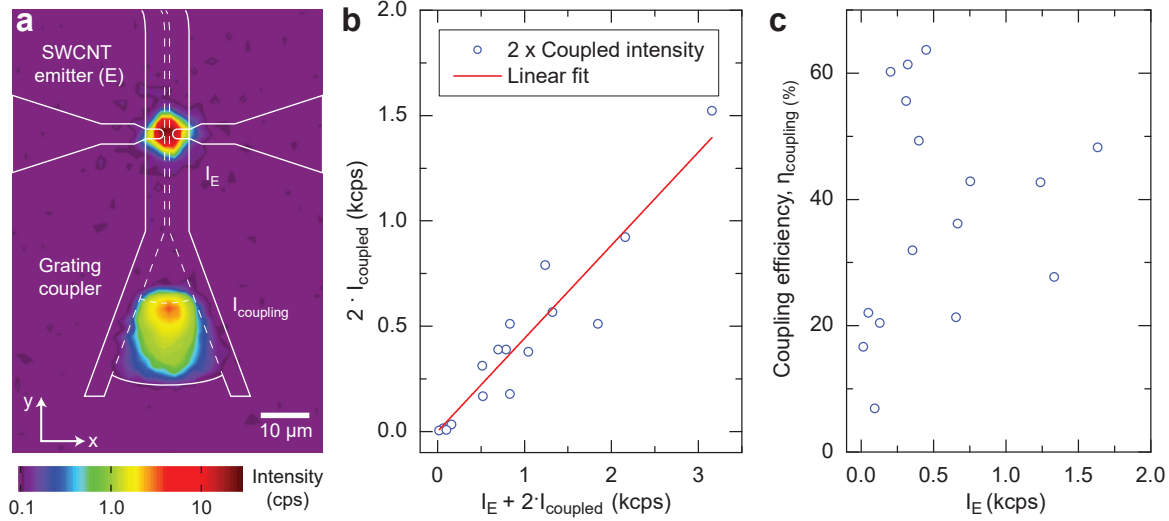 a
SWCNT
emitter (E)
I_E
Grating
coupler
I_coupling
y
x
10 µm
Intensity
(cps)
0.1
1.0
10
b
2 x Coupled intensity
Linear fit
2.0
1.5
1.0
0.5
0.0
2 · I_coupled (kcps)
0
1
2
3
I_E + 2·I_coupled (kcps)
c
60
40
20
0
Coupling efficiency, η_coupling (%)
0.0
0.5
1.0
1.5
2.0
I_E (kcps)